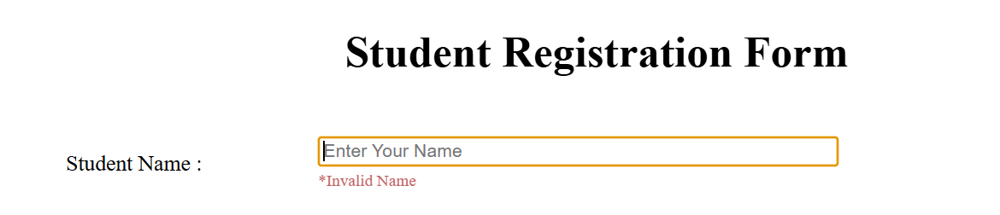 Student Registration Form
Student Name :
Enter Your Name
*Invalid Name